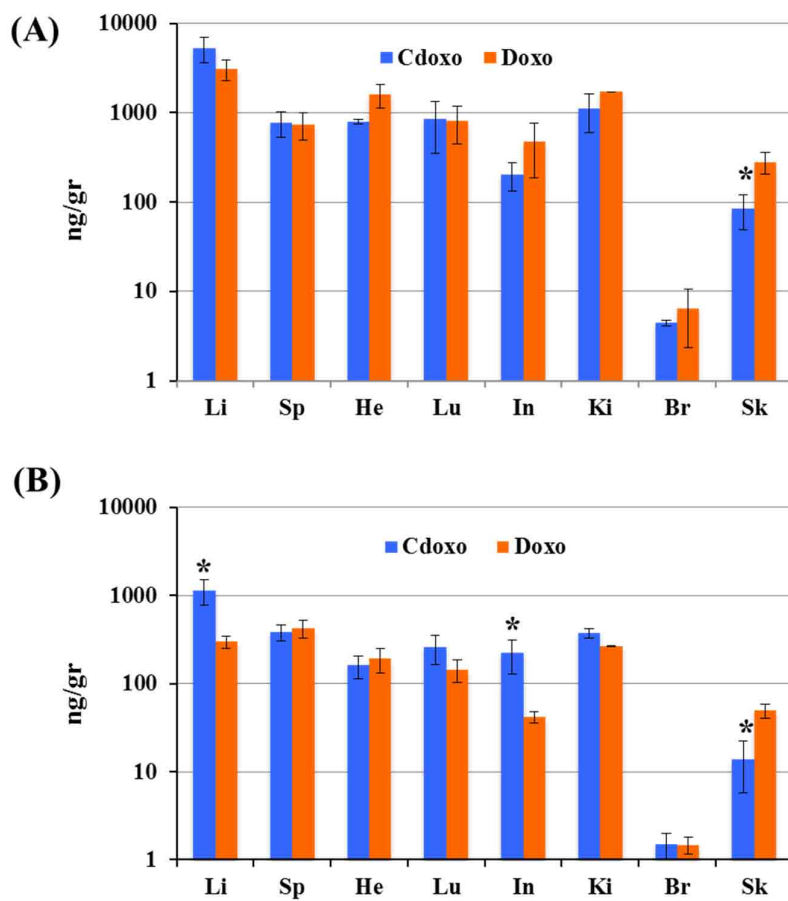 (A)
10000
1000
100
10
1
ng/gr
Cdoxo Doxo
*
Li Sp He Lu In Ki Br Sk
(B)
10000
1000
100
10
1
ng/gr
Cdoxo Doxo
* * *
Li Sp He Lu In Ki Br Sk